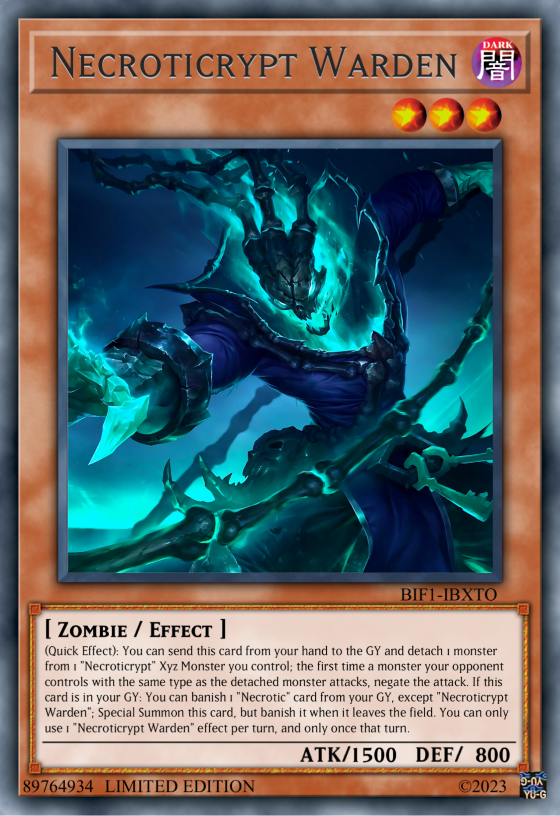 Necroticrypt Warden
DARK
闇
BIF1-IBXTO
[ Zombie / Effect ]
(Quick Effect): You can send this card from your hand to the GY and detach 1 monster
from 1 "Necroticrypt" Xyz Monster you control; the first time a monster your opponent
controls with the same type as the detached monster attacks, negate the attack. If this
card is in your GY: You can banish 1 "Necrotic" card from your GY, except "Necroticrypt
Warden"; Special Summon this card, but banish it when it leaves the field. You can only
use 1 "Necroticrypt Warden" effect per turn, and only once that turn.
ATK/1500 DEF/ 800
89764934 LIMITED EDITION ©2023
YU-G